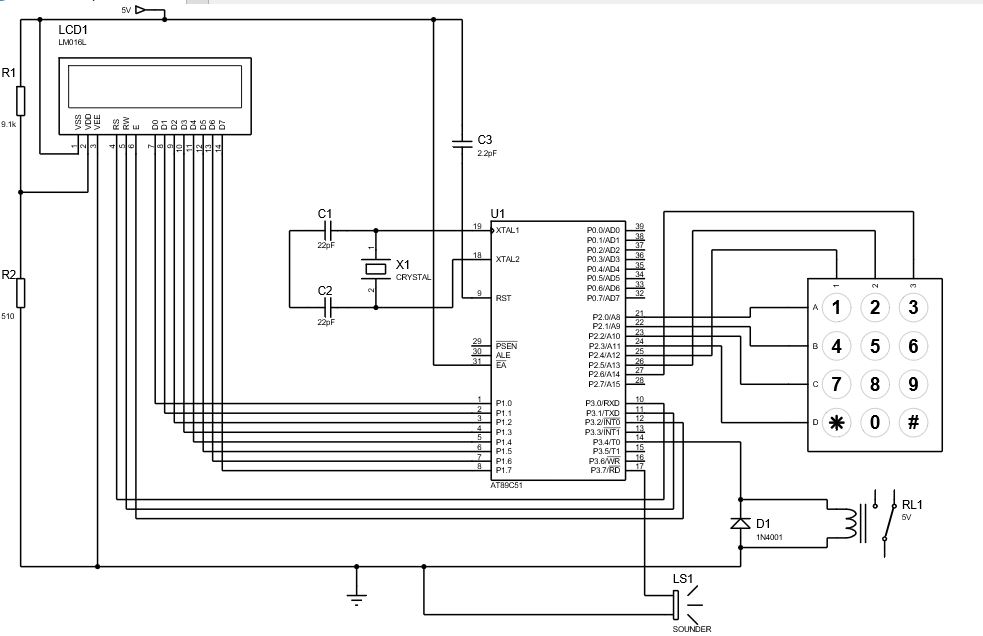 5V
LCD1
LM016L
R1
9.1k
VSS VDD VEE RS RW E D0 D1 D2 D3 D4 D5 D6 D7
1 2 3 4 5 6 7 8 9 10 11 12 13 14
C3
2.2pF
R2
510
C1
22pF
X1
CRYSTAL
1
2
C2
22pF
U1
19 XTAL1
18 XTAL2
9 RST
29 PSEN
30 ALE
31 EA
1 P1.0
2 P1.1
3 P1.2
4 P1.3
5 P1.4
6 P1.5
7 P1.6
8 P1.7
P0.0/AD0 39
P0.1/AD1 38
P0.2/AD2 37
P0.3/AD3 36
P0.4/AD4 35
P0.5/AD5 34
P0.6/AD6 33
P0.7/AD7 32
P2.0/A8 21
P2.1/A9 22
P2.2/A10 23
P2.3/A11 24
P2.4/A12 25
P2.5/A13 26
P2.6/A14 27
P2.7/A15 28
P3.0/RXD 10
P3.1/TXD 11
P3.2/INT0 12
P3.3/INT1 13
P3.4/T0 14
P3.5/T1 15
P3.6/WR 16
P3.7/RD 17
AT89C51
1 2 3
A 1 2 3
B 4 5 6
C 7 8 9
D * 0 #
D1
1N4001
RL1
5V
LS1
SOUNDER